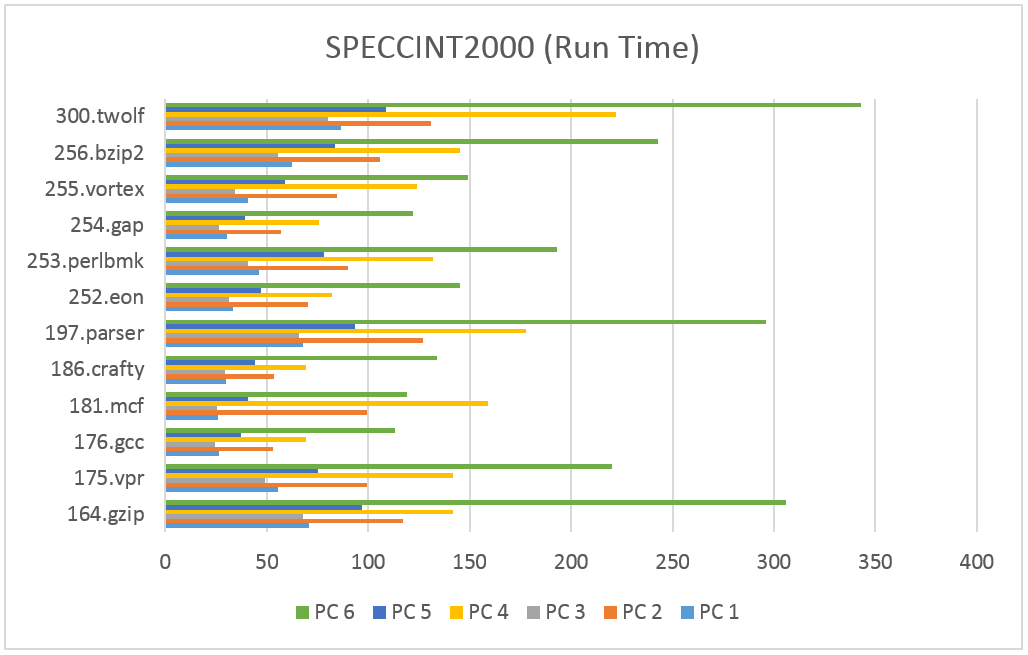 SPECCINT2000 (Run Time)
300.twolf
256.bzip2
255.vortex
254.gap
253.perlbmk
252.eon
197.parser
186.crafty
181.mcf
176.gcc
175.vpr
164.gzip
0 50 100 150 200 250 300 350 400
PC 6 PC 5 PC 4 PC 3 PC 2 PC 1